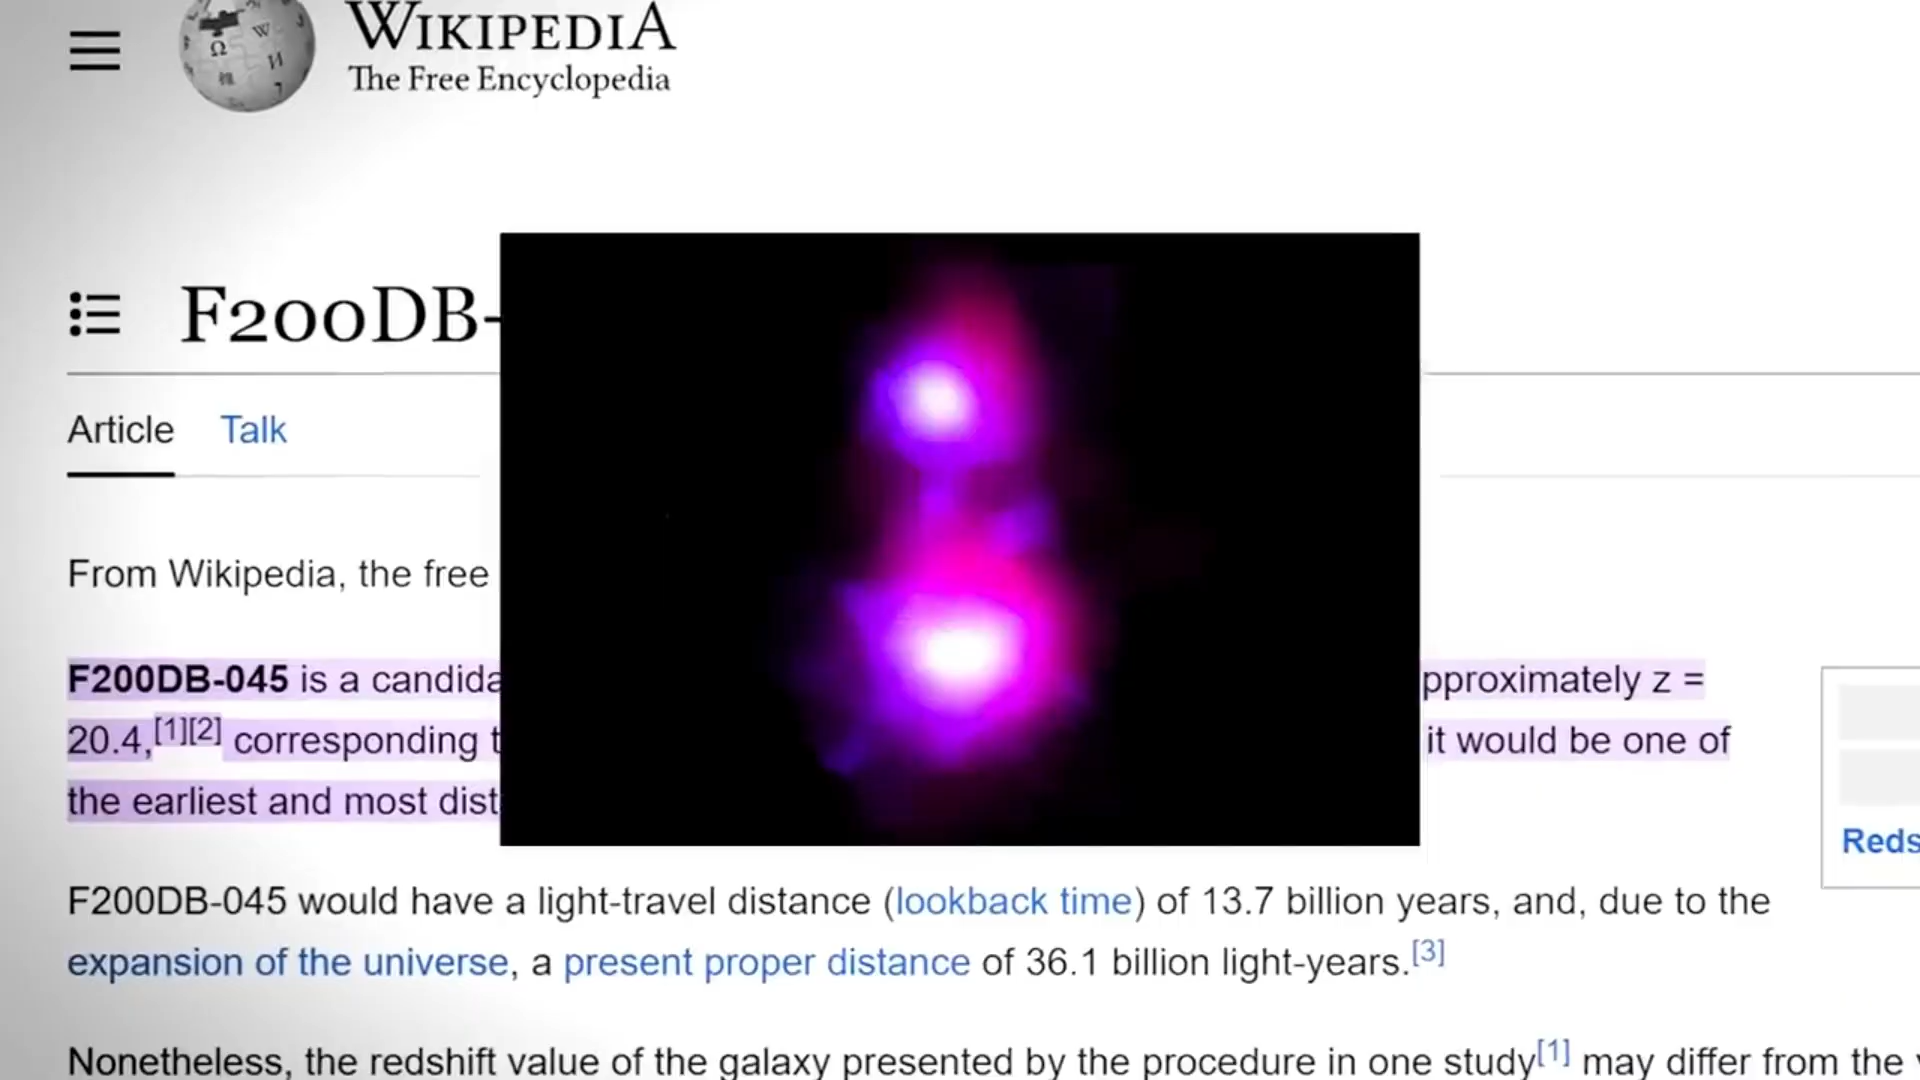 WIKIPEDIA
The Free Encyclopedia
F200DB-
Article Talk
From Wikipedia, the free
F200DB-045 is a candida pproximately z =
20.4,[1][2] corresponding t it would be one of
the earliest and most dist
Reds
F200DB-045 would have a light-travel distance (lookback time) of 13.7 billion years, and, due to the
expansion of the universe, a present proper distance of 36.1 billion light-years.[3]
Nonetheless, the redshift value of the galaxy presented by the procedure in one study[1] may differ from the